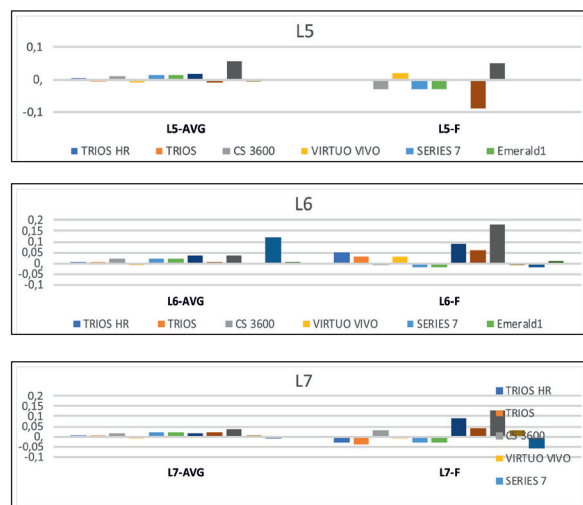 L5
0,1
0,
-0,1
L5-AVG L5-F
TRIOS HR TRIOS CS 3600 VIRTUO VIVO SERIES 7 Emerald1
L6
0,2
0,15
0,1
0,05
0,
-0,05
-0,1
L6-AVG L6-F
TRIOS HR TRIOS CS 3600 VIRTUO VIVO SERIES 7 Emerald1
L7
0,2
0,15
0,1
0,05
0,
-0,05
-0,1
L7-AVG L7-F
TRIOS HR
TRIOS
CS 3600
VIRTUO VIVO
SERIES 7